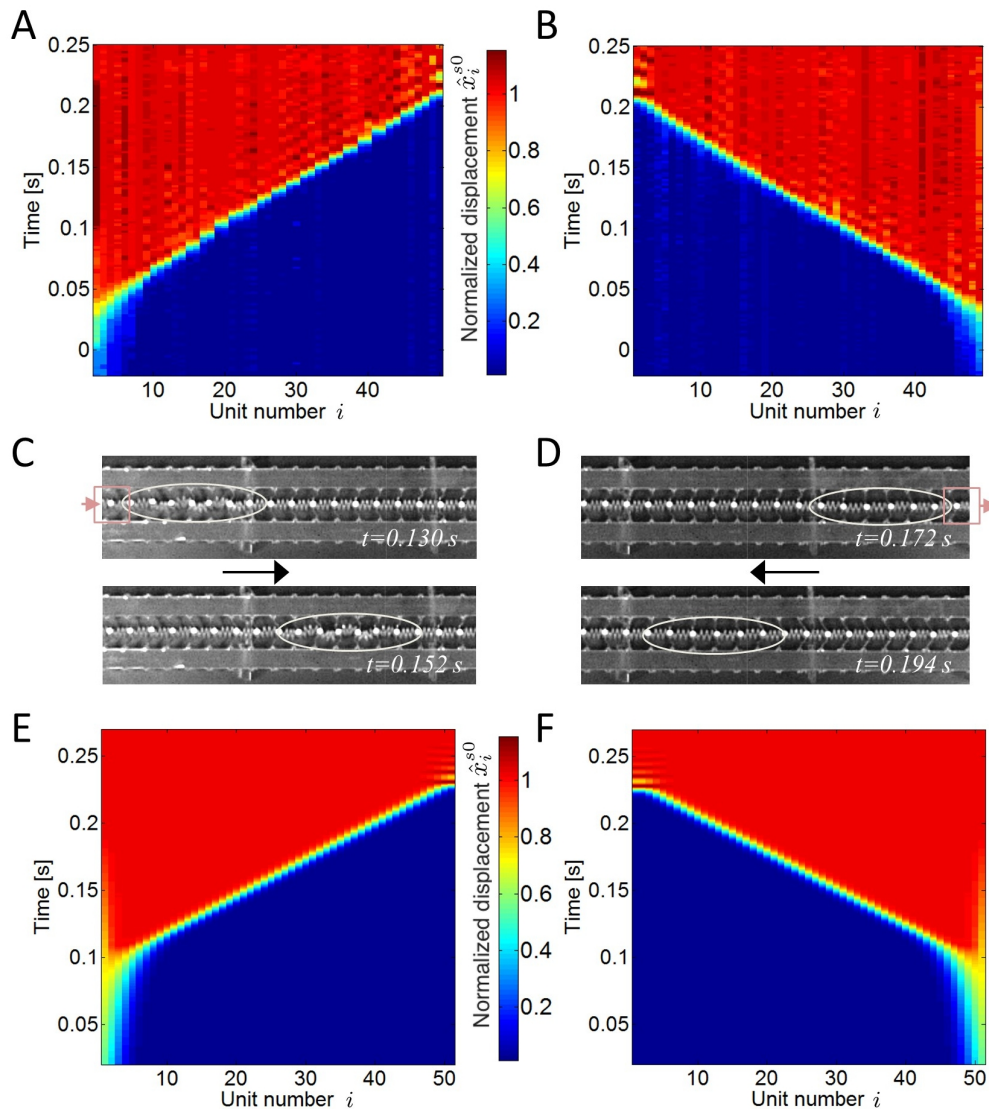 A
B
0.25
0.2
0.15
0.1
0.05
0
Time [s]
10
20
30
40
Unit number i
1
0.8
0.6
0.4
0.2
Normalized displacement x̂ᵢˢ⁰
0.25
0.2
0.15
0.1
0.05
0
Time [s]
10
20
30
40
Unit number i
C
D
t=0.130 s
t=0.172 s
t=0.152 s
t=0.194 s
E
F
0.25
0.2
0.15
0.1
0.05
Time [s]
10
20
30
40
50
Unit number i
1
0.8
0.6
0.4
0.2
Normalized displacement x̂ᵢˢ⁰
0.25
0.2
0.15
0.1
0.05
Time [s]
10
20
30
40
50
Unit number i